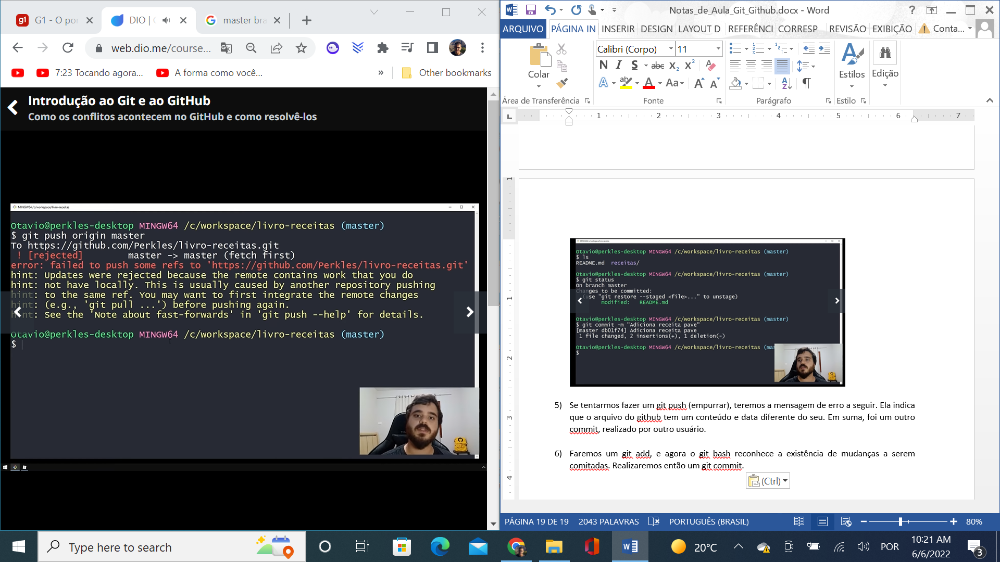 G1 - O por
DIO | C
master bra
web.dio.me/course...
7:23 Tocando agora...
A forma como você...
»
Other bookmarks
Introdução ao Git e ao GitHub
Como os conflitos acontecem no GitHub e como resolvê-los
MINGW64:/c/workspace/livro-receitas
Otavio@perkles-desktop MINGW64 /c/workspace/livro-receitas (master)
$ git push origin master
To https://github.com/Perkles/livro-receitas.git
! [rejected]        master -> master (fetch first)
error: failed to push some refs to 'https://github.com/Perkles/livro-receitas.git'
hint: Updates were rejected because the remote contains work that you do
hint: not have locally. This is usually caused by another repository pushing
hint: to the same ref. You may want to first integrate the remote changes
hint: (e.g., 'git pull ...') before pushing again.
hint: See the 'Note about fast-forwards' in 'git push --help' for details.
Otavio@perkles-desktop MINGW64 /c/workspace/livro-receitas (master)
$
Notas_de_Aula_Git_Github.docx - Word
ARQUIVO PÁGINA IN INSERIR DESIGN LAYOUT D REFERÊNCI CORRESP REVISÃO EXIBIÇÃO Conta...
Colar
Calibri (Corpo) 11
N I S abc X₂ X²
A ab A Aa A A
Estilos
Edição
Área de Transferência
Fonte
Parágrafo
Estilo
1 2 3 4 5 6 7
1
1
2
3
4
Otavio@perkles-desktop MINGW64 /c/workspace/livro-receitas (master)
$ ls
README.md  receitas/
Otavio@perkles-desktop MINGW64 /c/workspace/livro-receitas (master)
$ git status
On branch master
Changes to be committed:
(use "git restore --staged <file>..." to unstage)
modified:   README.md
Otavio@perkles-desktop MINGW64 /c/workspace/livro-receitas (master)
$ git commit -m "Adiciona receita pave"
[master db01f74] Adiciona receita pave
1 file changed, 2 insertions(+), 1 deletion(-)
Otavio@perkles-desktop MINGW64 /c/workspace/livro-receitas (mas
$
5) Se tentarmos fazer um git push (empurrar), teremos a mensagem de erro a seguir. Ela indica
que o arquivo do github tem um conteúdo e data diferente do seu. Em suma, foi um outro
commit, realizado por outro usuário.
6) Faremos um git add, e agora o git bash reconhece a existência de mudanças a serem
comitadas. Realizaremos então um git commit.
(Ctrl)
PÁGINA 19 DE 19 2043 PALAVRAS PORTUGUÊS (BRASIL) 80%
Type here to search
20°C
POR
10:21 AM
6/6/2022
3